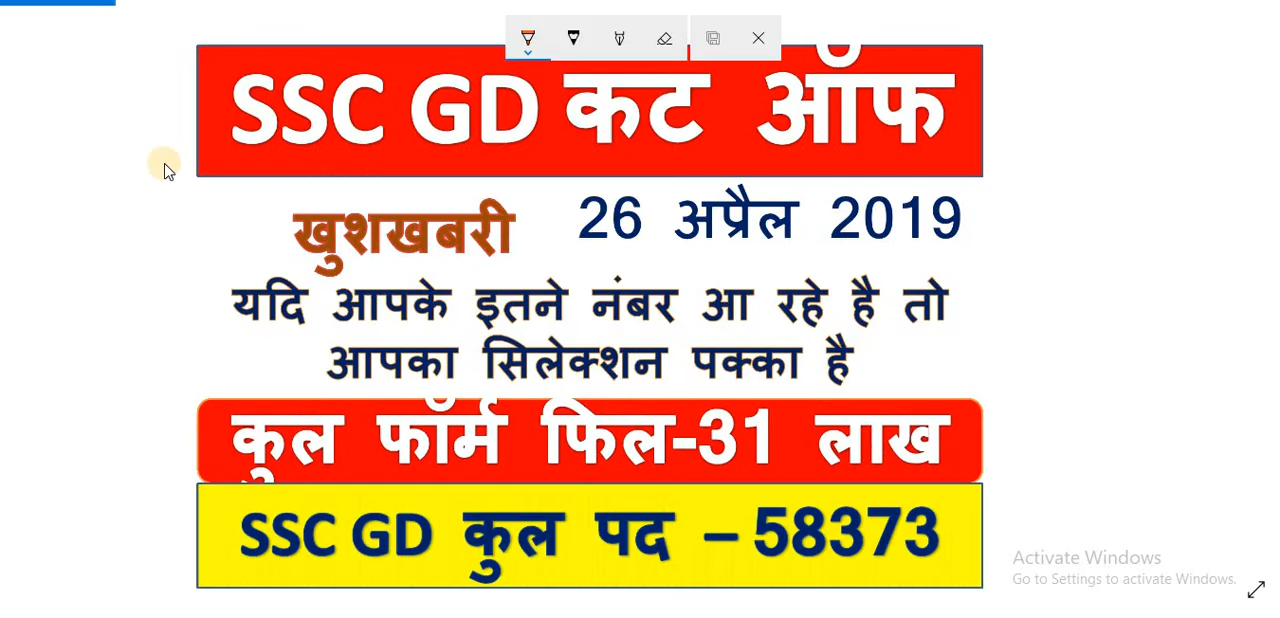 SSC GD कट ऑफ
खुशखबरी 26 अप्रैल 2019
यदि आपके इतने नंबर आ रहे है तो
आपका सिलेक्शन पक्का है
कुल फॉर्म फिल-31 लाख
SSC GD कुल पद – 58373
Activate Windows
Go to Settings to activate Windows.